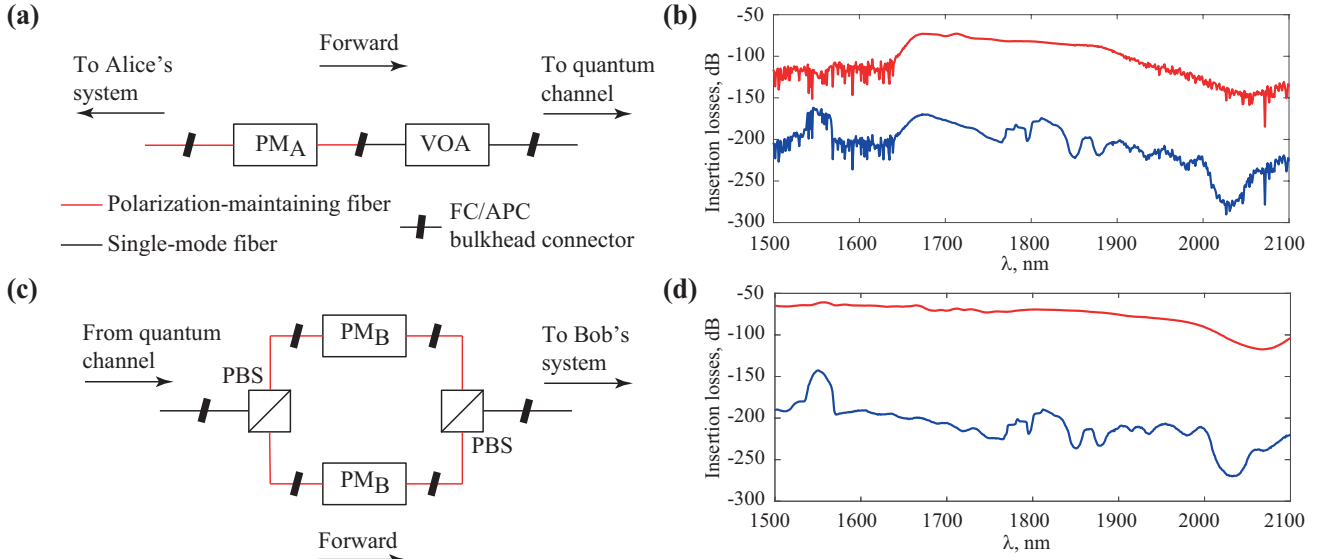 (a)
Forward
To Alice's
system
To quantum
channel
PMA
VOA
Polarization-maintaining fiber
Single-mode fiber
FC/APC
bulkhead connector
(b)
Insertion losses, dB
-50
-100
-150
-200
-250
-300
1500 1600 1700 1800 1900 2000 2100
λ, nm
(c)
From quantum
channel
PBS
PMB
To Bob's
system
PBS
PMB
Forward
(d)
Insertion losses, dB
-50
-100
-150
-200
-250
-300
1500 1600 1700 1800 1900 2000 2100
λ, nm